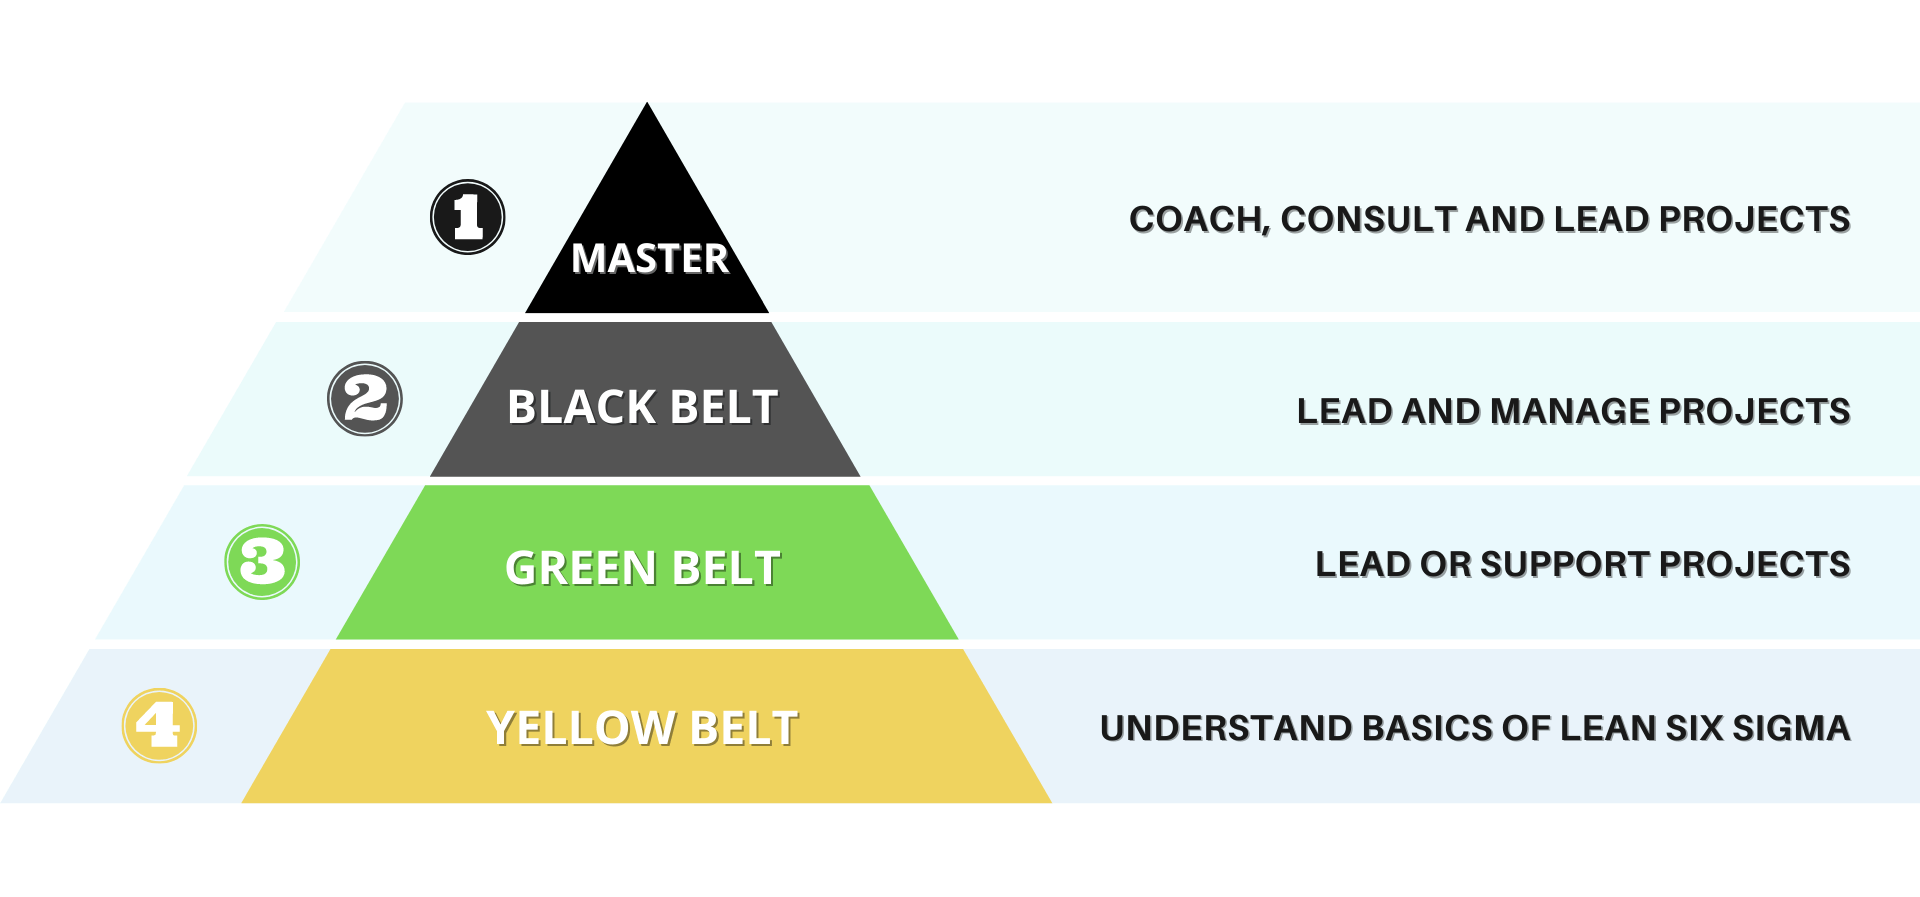 1
MASTER
COACH, CONSULT AND LEAD PROJECTS
2
BLACK BELT
LEAD AND MANAGE PROJECTS
3
GREEN BELT
LEAD OR SUPPORT PROJECTS
4
YELLOW BELT
UNDERSTAND BASICS OF LEAN SIX SIGMA